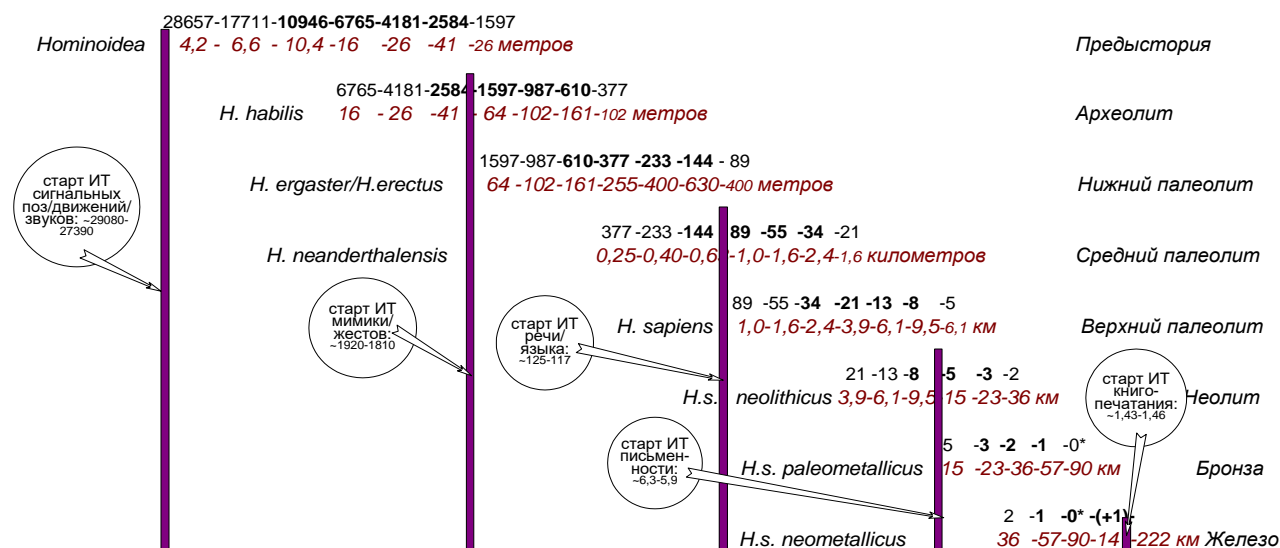 28657-17711-10946-6765-4181-2584-1597
Hominoidea 4,2 - 6,6 - 10,4 -16 -26 -41 -26 метров Предыстория
6765-4181-2584-1597-987-610-377
H. habilis 16 - 26 -41 - 64 -102-161-102 метров Археолит
1597-987-610-377 -233 -144 - 89
H. ergaster/H.erectus 64 -102-161-255-400-630-400 метров Нижний палеолит
старт ИТ
сигнальных
поз/движений/
звуков: ~29080-
27390
377 -233 -144 89 -55 -34 -21
H. neanderthalensis 0,25-0,40-0,63-1,0-1,6-2,4-1,6 километров Средний палеолит
старт ИТ
мимики/
жестов:
~1920-1810
старт ИТ
речи/
языка:
~125-117
89 -55 -34 -21 -13 -8 -5
H. sapiens 1,0-1,6-2,4-3,9-6,1-9,5-6,1 км Верхний палеолит
21 -13 -8 -5 -3 -2
H.s. neolithicus 3,9-6,1-9,5-15 -23-36 км Неолит
старт ИТ
книго-
печатания:
~1,43-1,46
старт ИТ
письмен-
ности:
~6,3-5,9
5 -3 -2 -1 -0*
H.s. paleometallicus 15 -23-36-57-90 км Бронза
2 -1 -0* -(+1)-
H.s. neometallicus 36 -57-90-14 -222 км Железо